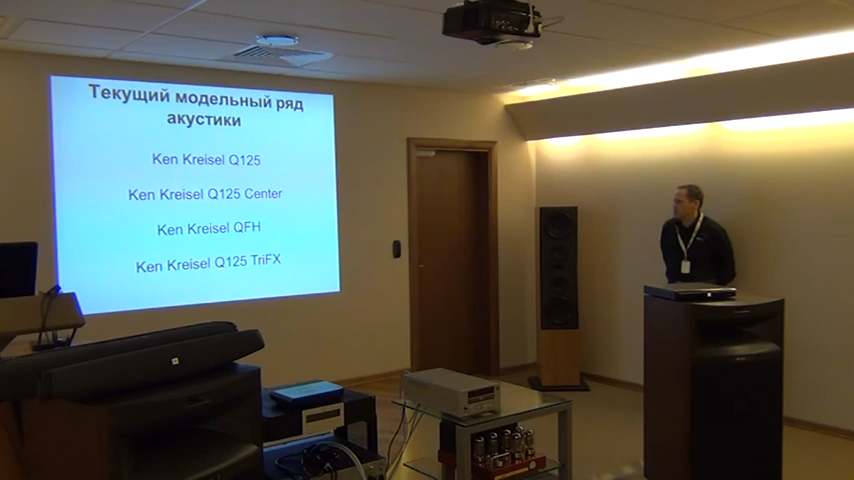 Текущий модельный ряд
акустики
Ken Kreisel Q125
Ken Kreisel Q125 Center
Ken Kreisel QFH
Ken Kreisel Q125 TriFX